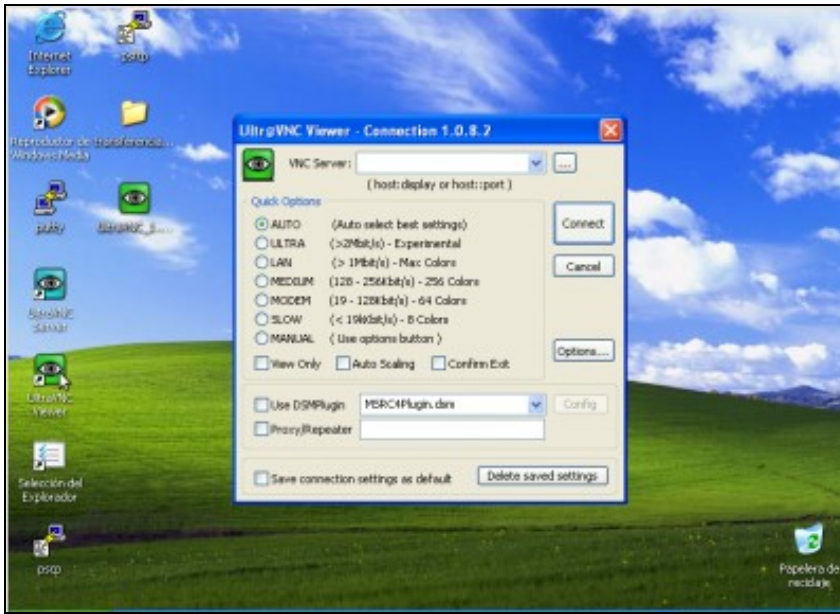 Internet
Explorer
psftp
Reproductor de
Windows Media
transferencia...
putty
UltraVNC_1....
UltraVNC
Server
UltraVNC
Viewer
Selección del
Explorador
pscp
Papelera de
reciclaje
Ultr@VNC Viewer - Connection 1.0.8.2
VNC Server:
...
( host:display or host::port )
Quick Options
AUTO (Auto select best settings)
ULTRA (>2Mbit/s) - Experimental
LAN (> 1Mbit/s) - Max Colors
MEDIUM (128 - 256Kbit/s) - 256 Colors
MODEM (19 - 128Kbit/s) - 64 Colors
SLOW (< 19kKbit/s) - 8 Colors
MANUAL ( Use options button )
View Only Auto Scaling Confirm Exit
Connect
Cancel
Options....
Use DSMPlugin MSRC4Plugin.dsm Config
Proxy/Repeater
Save connection settings as default Delete saved settings